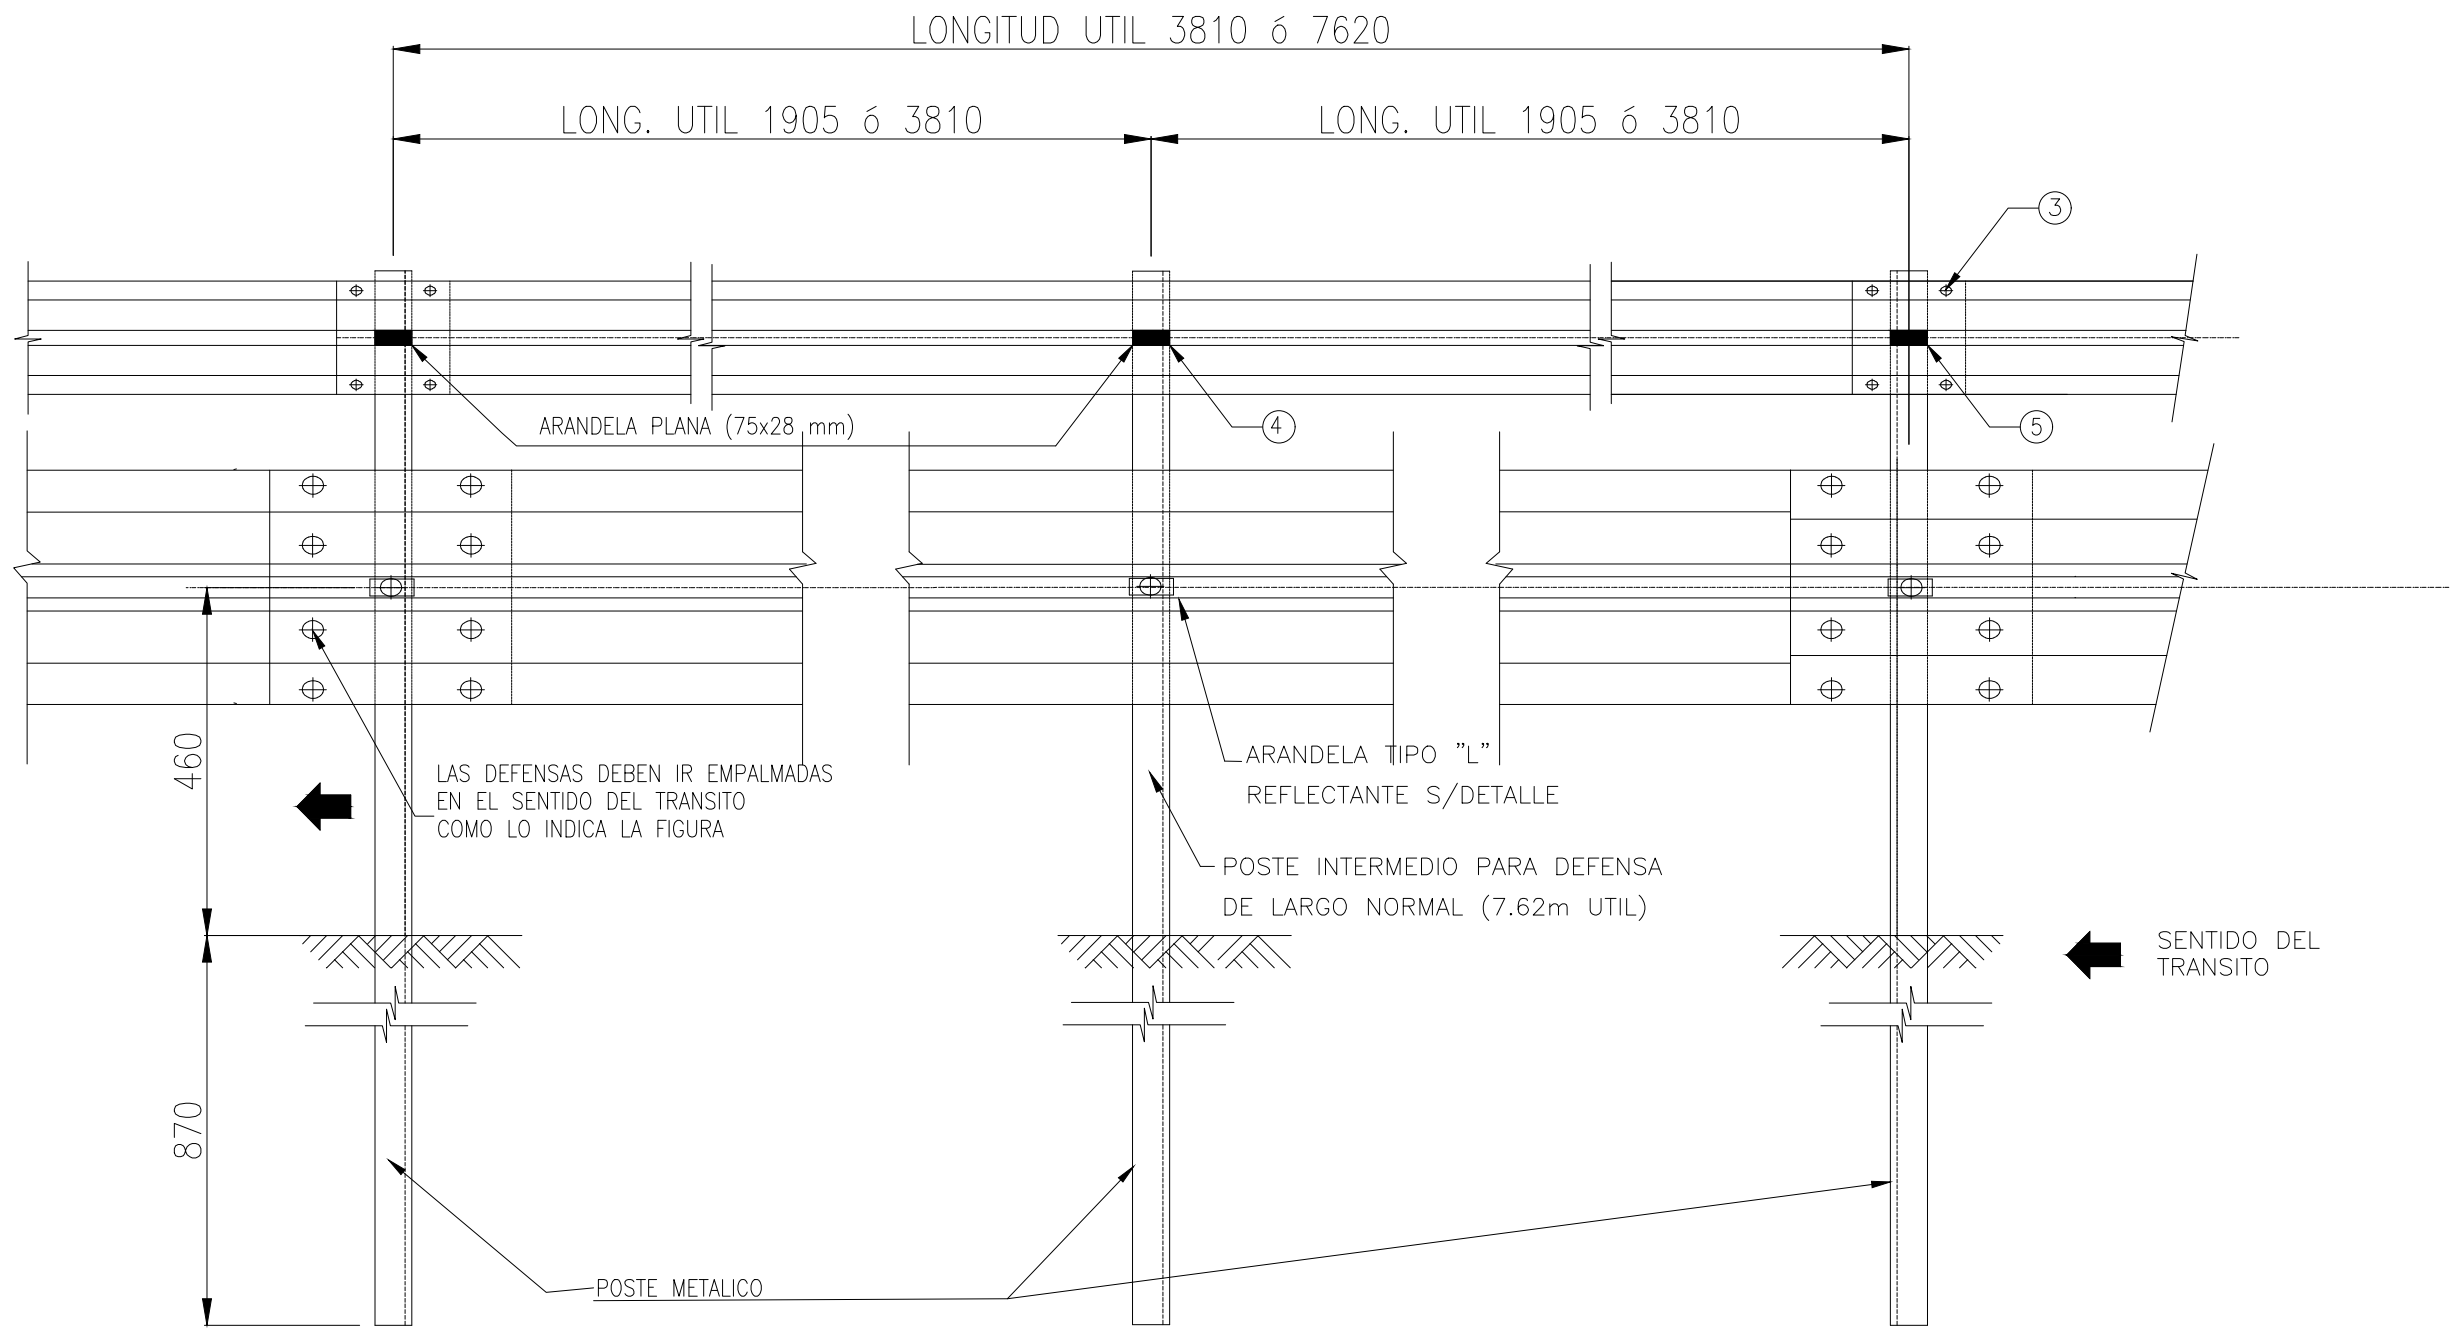 LONGITUD UTIL 3810 ó 7620
LONG. UTIL 1905 ó 3810
LONG. UTIL 1905 ó 3810
3
ARANDELA PLANA (75x28 mm)
4
5
460
LAS DEFENSAS DEBEN IR EMPALMADAS
EN EL SENTIDO DEL TRANSITO
COMO LO INDICA LA FIGURA
ARANDELA TIPO "L"
REFLECTANTE S/DETALLE
POSTE INTERMEDIO PARA DEFENSA
DE LARGO NORMAL (7.62m UTIL)
SENTIDO DEL
TRANSITO
870
POSTE METALICO